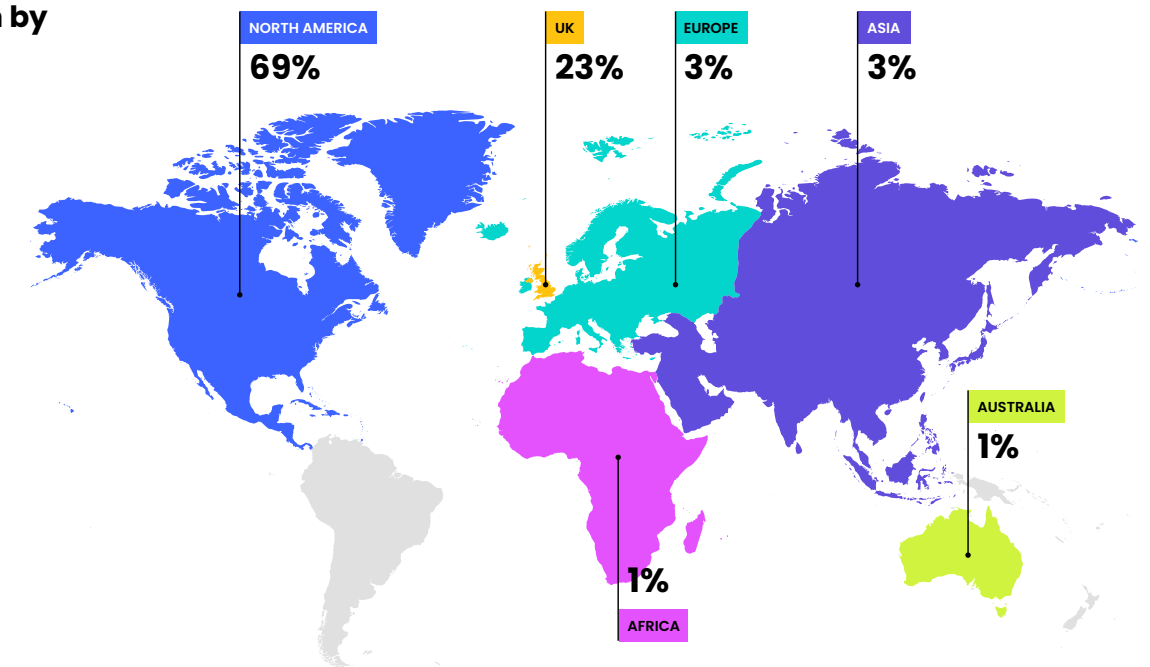 by
NORTH AMERICA
69%
UK
23%
EUROPE
3%
ASIA
3%
AUSTRALIA
1%
1%
AFRICA